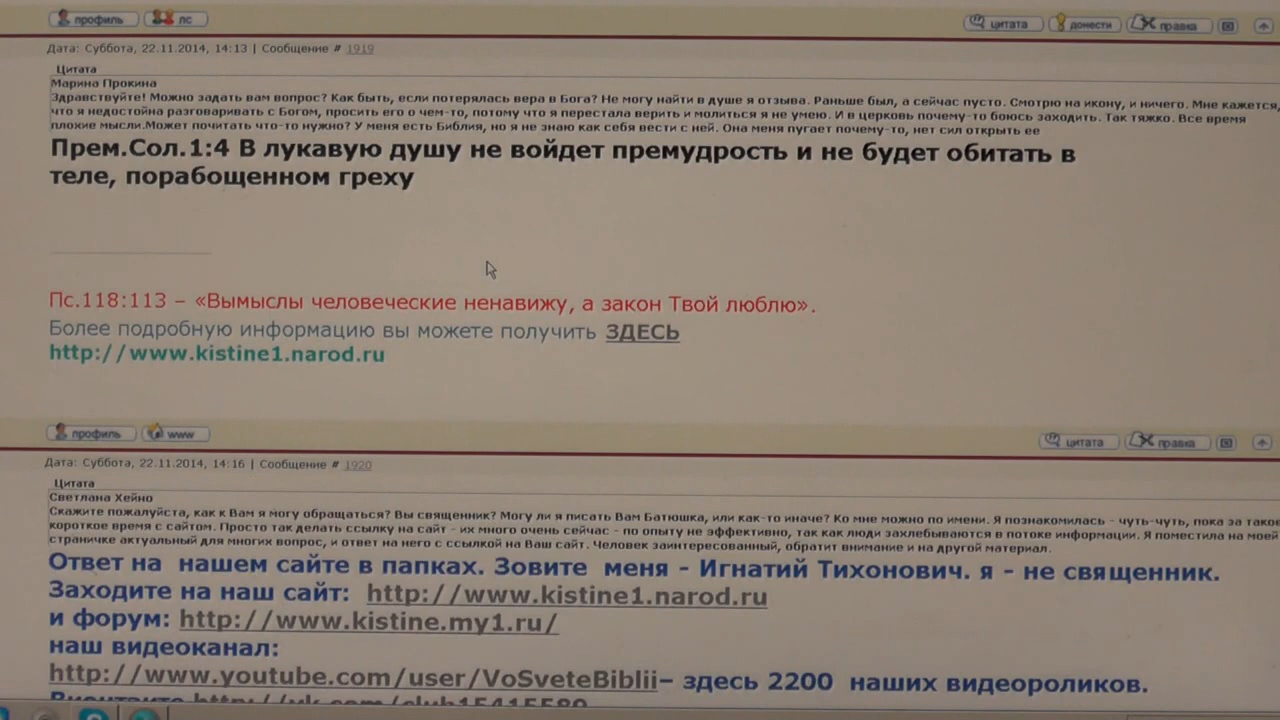 профиль лс цитата донести правка
Дата: Суббота, 22.11.2014, 14:13 | Сообщение # 1919
Цитата
Марина Прокина
Здравствуйте! Можно задать вам вопрос? Как быть, если потерялась вера в Бога? Не могу найти в душе я отзыва. Раньше был, а сейчас пусто. Смотрю на икону, и ничего. Мне кажется,
что я недостойна разговаривать с Богом, просить его о чем-то, потому что я перестала верить и молиться я не умею. И в церковь почему-то боюсь заходить. Так тяжко. Все время
плохие мысли.Может почитать что-то нужно? У меня есть Библия, но я не знаю как себя вести с ней. Она меня пугает почему-то, нет сил открыть ее
Прем.Сол.1:4 В лукавую душу не войдет премудрость и не будет обитать в
теле, порабощенном греху
Пс.118:113 – «Вымыслы человеческие ненавижу, а закон Твой люблю».
Более подробную информацию вы можете получить ЗДЕСЬ
http://www.kistine1.narod.ru
профиль www цитата правка
Дата: Суббота, 22.11.2014, 14:16 | Сообщение # 1920
Цитата
Светлана Хейно
Скажите пожалуйста, как к Вам я могу обращаться? Вы священник? Могу ли я писать Вам Батюшка, или как-то иначе? Ко мне можно по имени. Я познакомилась - чуть-чуть, пока за такое
короткое время с сайтом. Просто так делать ссылку на сайт - их много очень сейчас - по опыту не эффективно, так как люди захлебываются в потоке информации. Я поместила на моей
страничке актуальный для многих вопрос, и ответ на него с ссылкой на Ваш сайт. Человек заинтересованный, обратит внимание и на другой материал.
Ответ на нашем сайте в папках. Зовите меня - Игнатий Тихонович. я - не священник.
Заходите на наш сайт: http://www.kistine1.narod.ru
и форум: http://www.kistine.my1.ru/
наш видеоканал:
http://www.youtube.com/user/VoSveteBiblii– здесь 2200 наших видеороликов.
Вконтакте http://vk.com/club15415580